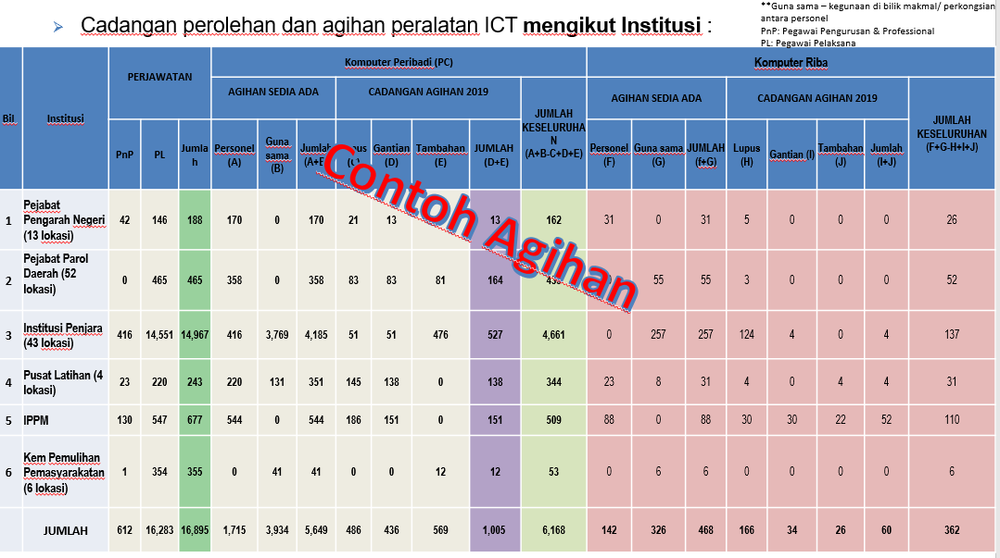 **Guna sama – kegunaan di bilik makmal/ perkongsian
antara personel
PnP: Pegawai Pengurusan & Professional
PL: Pegawai Pelaksana
Cadangan perolehan dan agihan peralatan ICT mengikut Institusi :
Bil Institusi PERJAWATAN Komputer Peribadi (PC) Komputer Riba
AGIHAN SEDIA ADA CADANGAN AGIHAN 2019 JUMLAH KESELURUHA N (A+B-C+D+E) AGIHAN SEDIA ADA CADANGAN AGIHAN 2019 JUMLAH KESELURUHAN (F+G-H+I+J)
PnP PL Jumla h Personel (A) Guna sama (B) Jumlah Gantian (D) Tambahan (E) JUMLAH (D+E) Personel (F) Guna sama (G) JUMLAH (f+G) Lupus (H) Gantian (I) Tambahan (J) Jumlah (I+J)
Contoh Agihan
1 Pejabat Pengarah Negeri (13 lokasi) 42 146 188 170 0 170 21 13 13 162 31 0 31 5 0 0 0 26
2 Pejabat Parol Daerah (52 lokasi) 0 465 465 358 0 358 83 83 81 164 55 55 3 0 0 0 52
3 Institusi Penjara (43 lokasi) 416 14,551 14,967 416 3,769 4,185 51 51 476 527 4,661 0 257 257 124 4 0 4 137
4 Pusat Latihan (4 lokasi) 23 220 243 220 131 351 145 138 0 138 344 23 8 31 4 0 4 4 31
5 IPPM 130 547 677 544 0 544 186 151 0 151 509 88 0 88 30 30 22 52 110
6 Kem Pemulihan Pemasyarakatan (6 lokasi) 1 354 355 0 41 41 0 0 12 12 53 0 6 6 0 0 0 0 6
JUMLAH 612 16,283 16,895 1,715 3,934 5,649 486 436 569 1,005 6,168 142 326 468 166 34 26 60 362